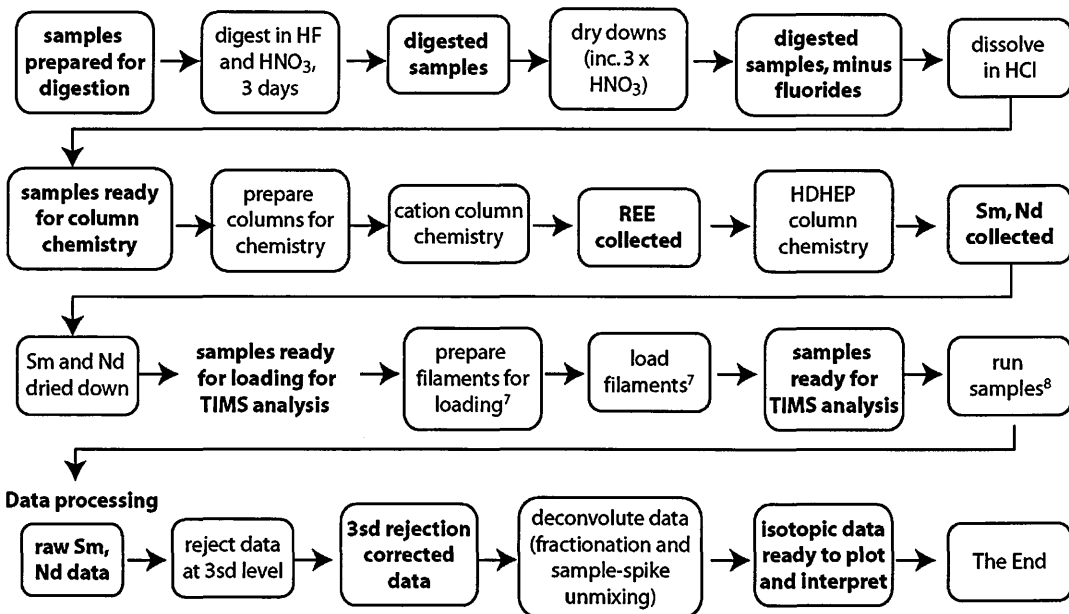 samples
prepared for
digestion
digest in HF
and HNO₃,
3 days
digested
samples
dry downs
(inc. 3 x
HNO₃)
digested
samples, minus
fluorides
dissolve
in HCl
samples ready
for column
chemistry
prepare
columns for
chemistry
cation column
chemistry
REE
collected
HDHEP
column
chemistry
Sm, Nd
collected
Sm and Nd
dried down
samples ready
for loading for
TIMS analysis
prepare
filaments for
loading⁷
load
filaments⁷
samples
ready for
TIMS analysis
run
samples⁸
Data processing
raw Sm,
Nd data
reject data
at 3sd level
3sd rejection
corrected
data
deconvolute data
(fractionation and
sample-spike
unmixing)
isotopic data
ready to plot
and interpret
The End